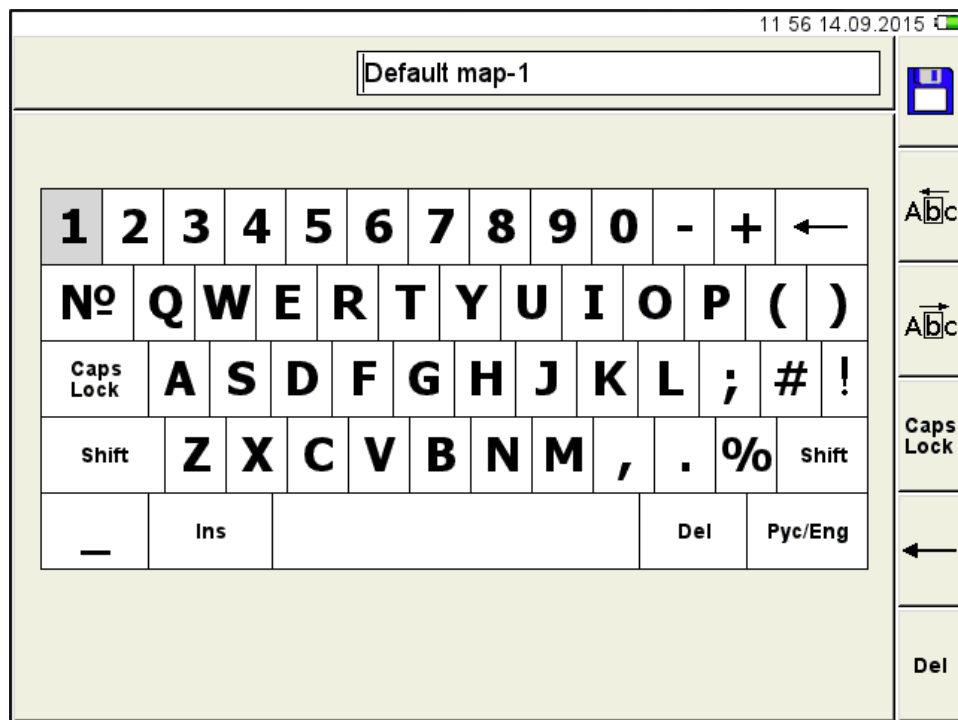 11 56 14.09.2015
Default map-1
1 2 3 4 5 6 7 8 9 0 - + ←
№ Q W E R T Y U I O P ( )
Caps Lock A S D F G H J K L ; # !
Shift Z X C V B N M , . % Shift
_ Ins Del Рус/Eng
Abc
Abc
Caps
Lock
←
Del